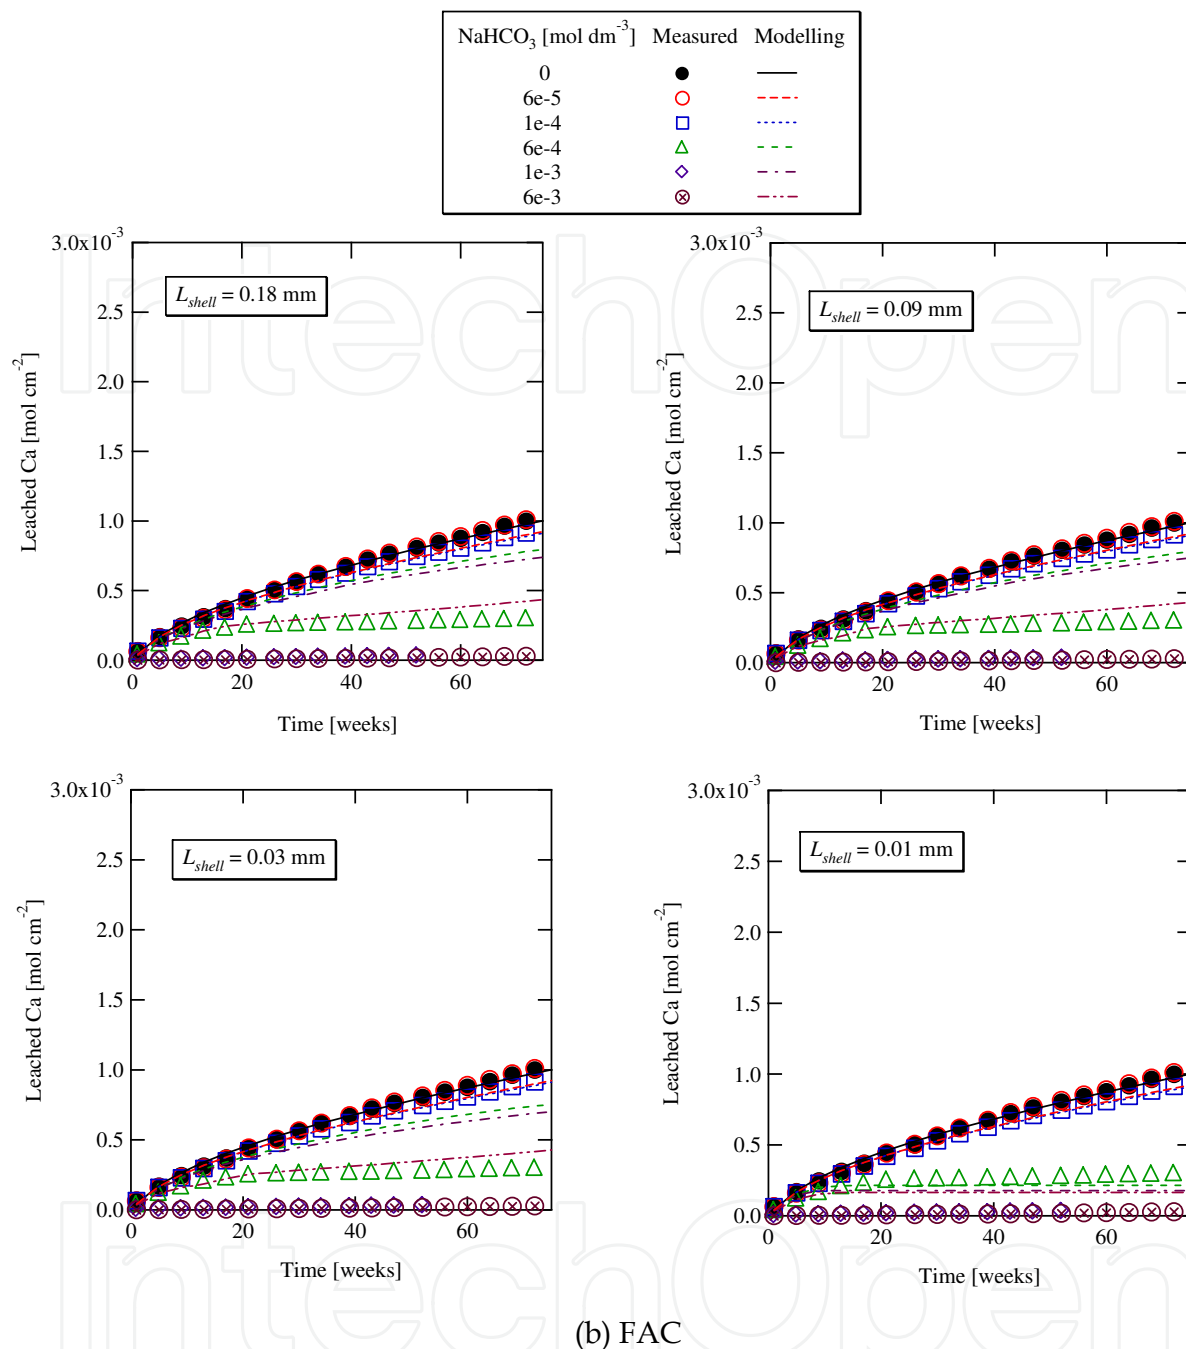 NaHCO3 [mol dm-3] Measured Modelling
0
6e-5
1e-4
6e-4
1e-3
6e-3
IntechOpen
3.0x10-3
2.5
2.0
1.5
1.0
0.5
0.0
Leached Ca [mol cm-2]
Lshell = 0.18 mm
0 20 40 60
Time [weeks]
3.0x10-3
2.5
2.0
1.5
1.0
0.5
0.0
Leached Ca [mol cm-2]
Lshell = 0.09 mm
0 20 40 60
Time [weeks]
3.0x10-3
2.5
2.0
1.5
1.0
0.5
0.0
Leached Ca [mol cm-2]
Lshell = 0.03 mm
0 20 40 60
Time [weeks]
3.0x10-3
2.5
2.0
1.5
1.0
0.5
0.0
Leached Ca [mol cm-2]
Lshell = 0.01 mm
0 20 40 60
Time [weeks]
IntechOpen
(b) FAC